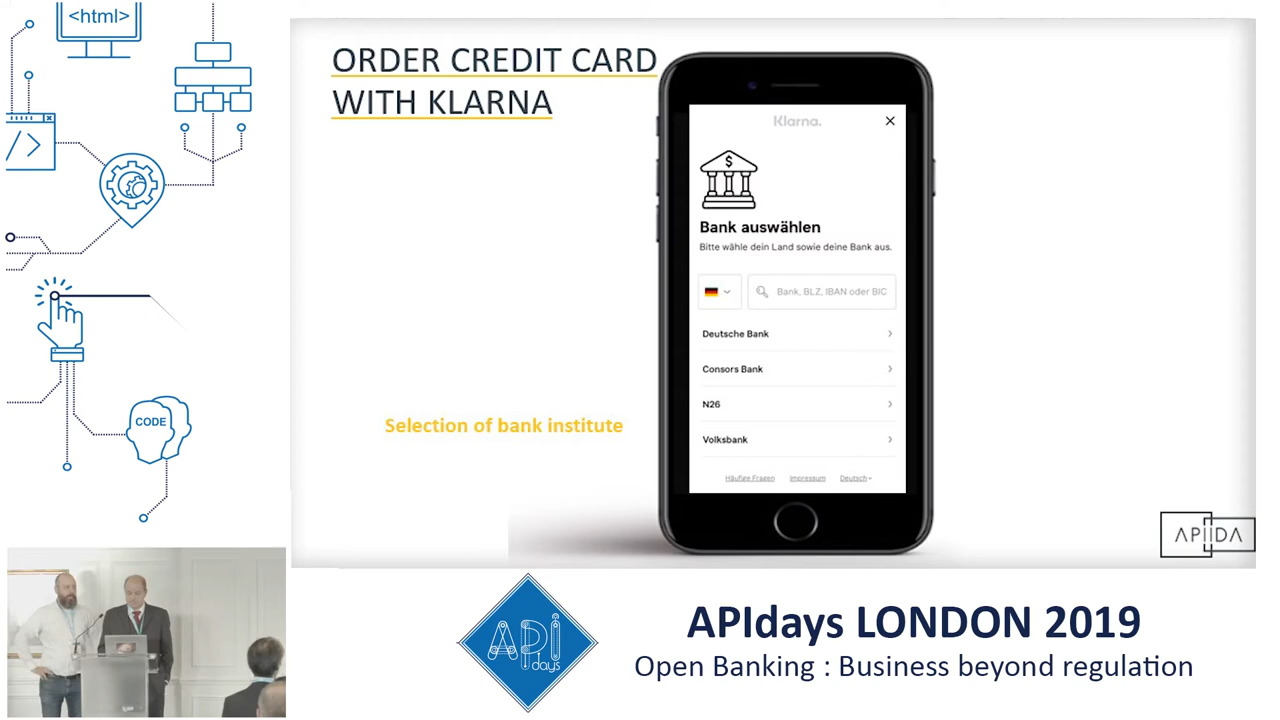 <html>
</>
CODE
ORDER CREDIT CARD
WITH KLARNA
Selection of bank institute
Klarna.
$
Bank auswählen
Bitte wähle dein Land sowie deine Bank aus.
Bank, BLZ, IBAN oder BIC
Deutsche Bank
Consors Bank
N26
Volksbank
Häufige Fragen Impressum Deutsch
APIIDA
API
days
APIdays LONDON 2019
Open Banking : Business beyond regulation